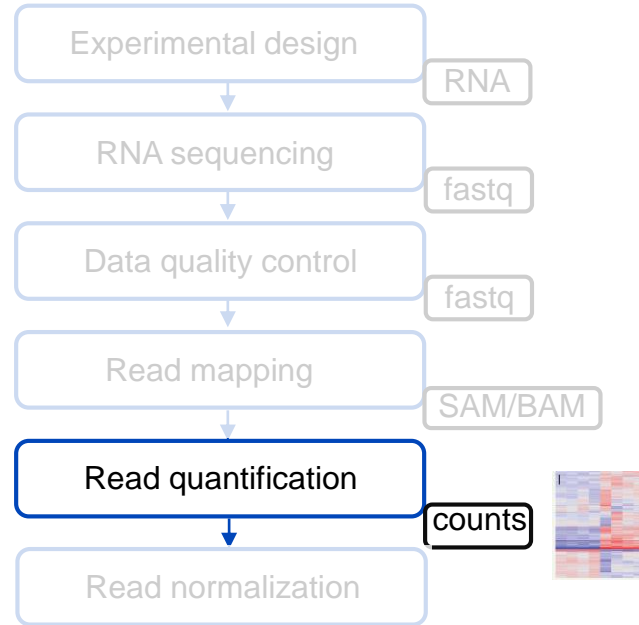 Experimental design
RNA
RNA sequencing
fastq
Data quality control
fastq
Read mapping
SAM/BAM
Read quantification
counts
Read normalization